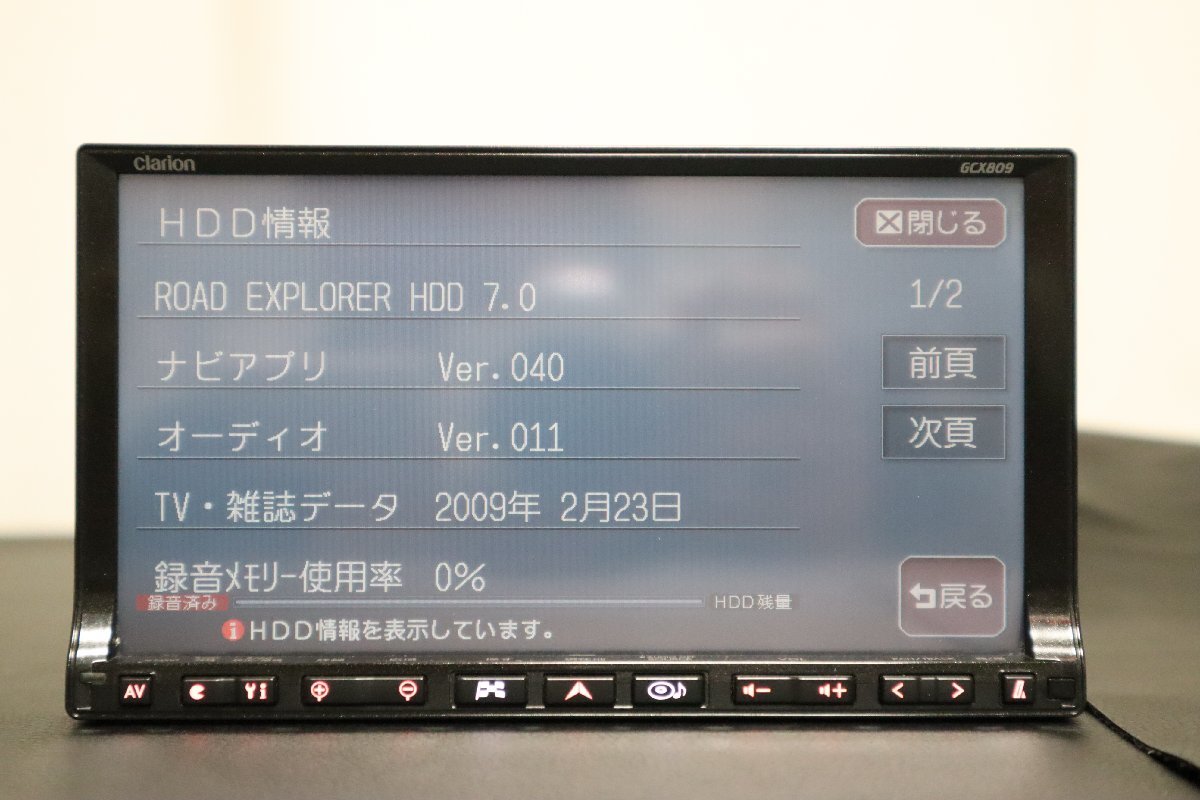 clarion
GCX809
HDD情報
閉じる
ROAD EXPLORER HDD 7.0
1/2
ナビアプリ Ver.040
前頁
オーディオ Ver.011
次頁
TV・雑誌データ 2009年 2月23日
録音メモリー使用率 0%
録音済み
HDD残量
戻る
HDD情報を表示しています。
AV